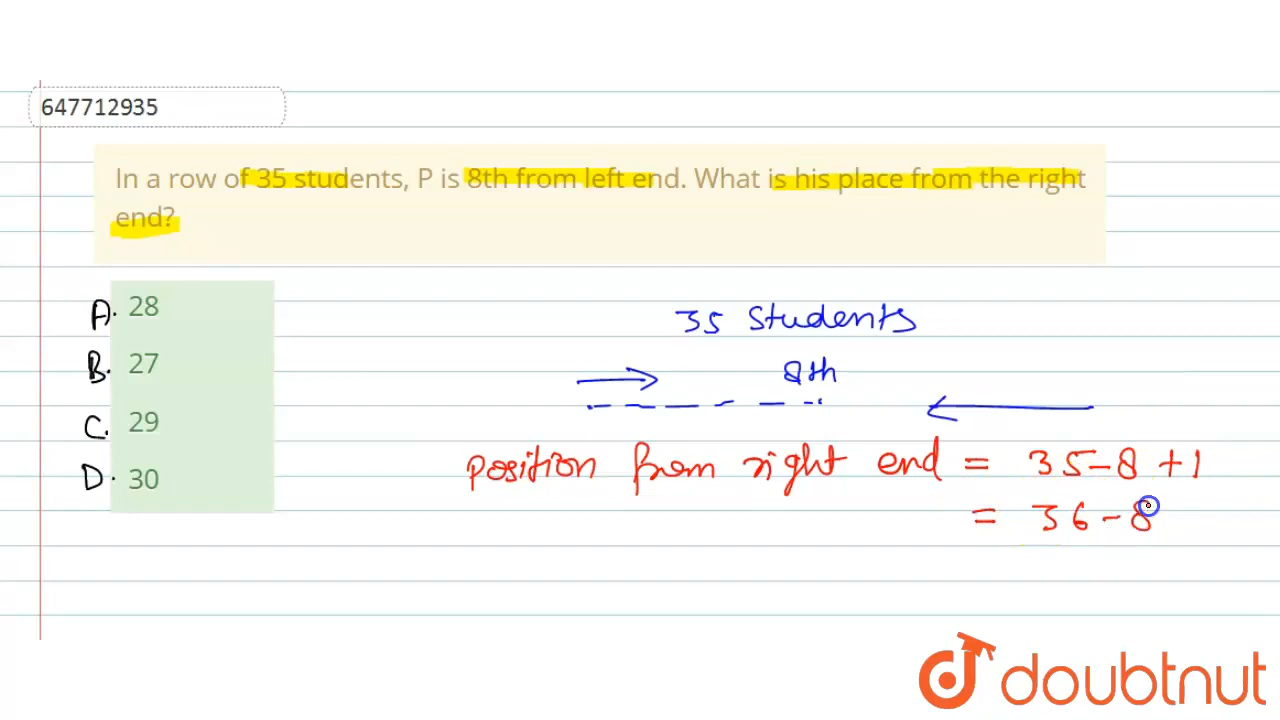 647712935
In a row of 35 students, P is 8th from left end. What is his place from the right
end?
A. 28
B. 27
C. 29
D. 30
35 students
8th
position from right end = 35-8+1
= 36-8
doubtnut